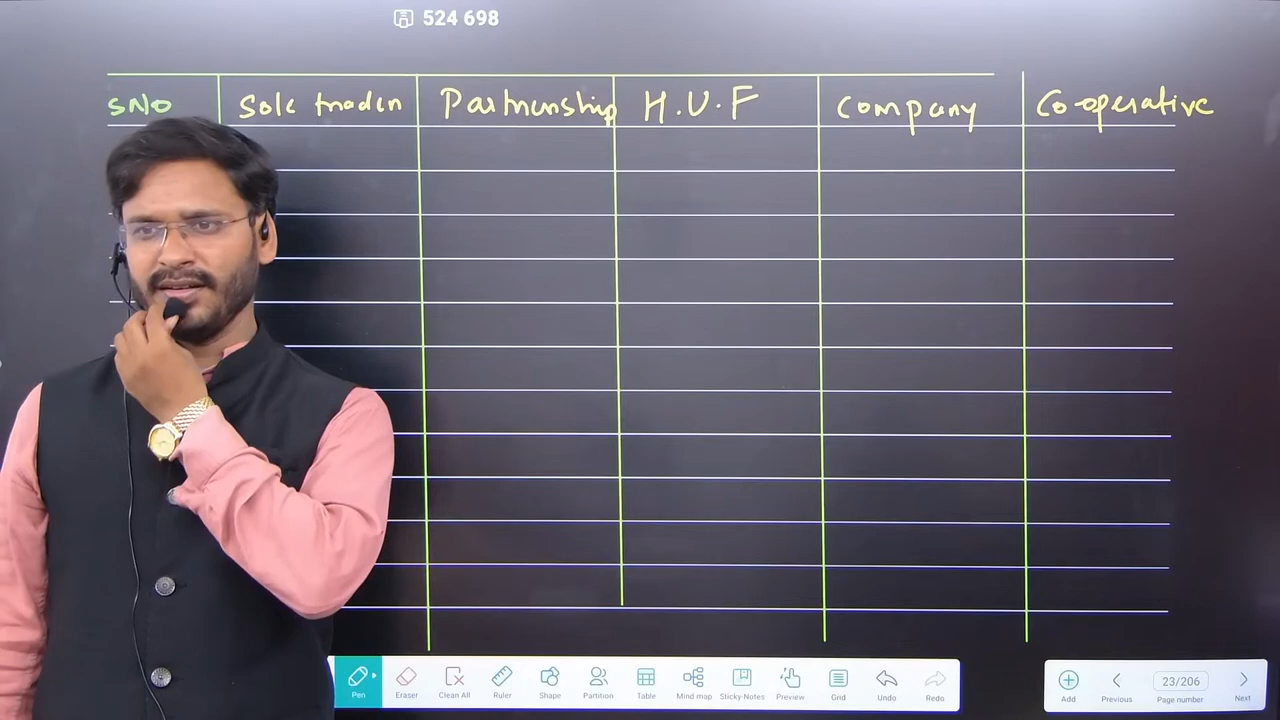 524 698
SNO Sole trader Partnership H.U.F Company Co-operative
Pen Eraser Clean All Ruler Shape Partition Table Mind map Sticky-Notes Preview Grid Undo Redo
Add Previous 23/206 Page number Next